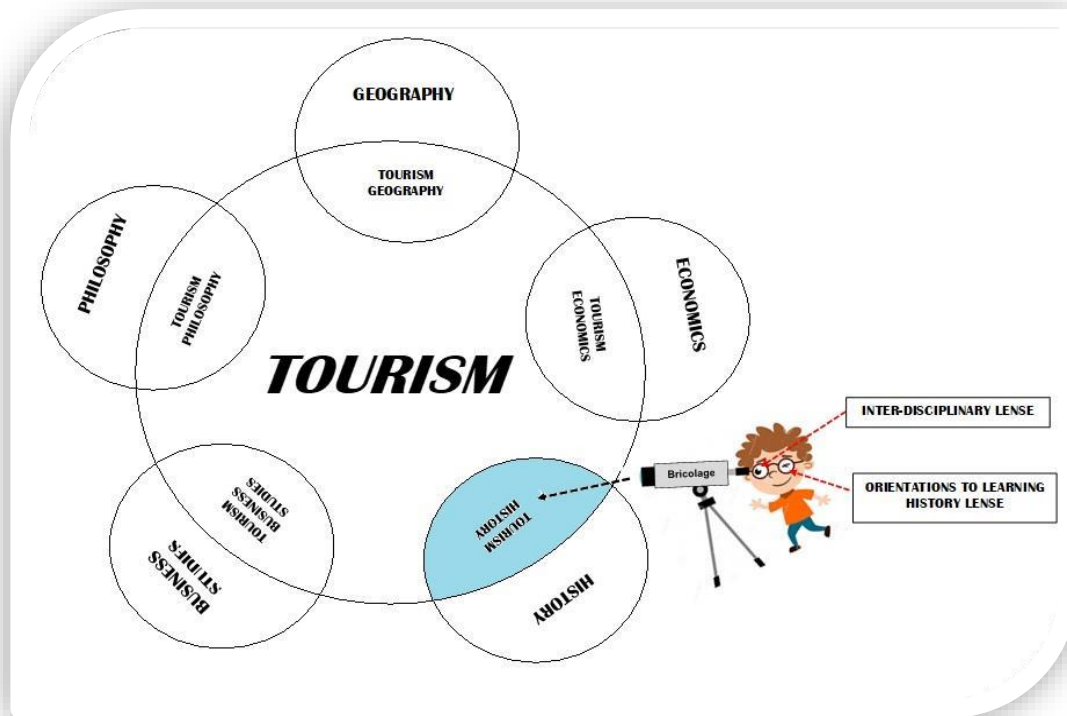 GEOGRAPHY
TOURISM
GEOGRAPHY
PHILOSOPHY
TOURISM
PHILOSOPHY
TOURISM
ECONOMICS
ECONOMICS
TOURISM
INTER-DISCIPLINARY LENSE
Bricolage
ORIENTATIONS TO LEARNING
HISTORY LENSE
TOURISM
BUSINESS
STUDIES
BUSINESS
STUDIES
TOURISM
HISTORY
HISTORY